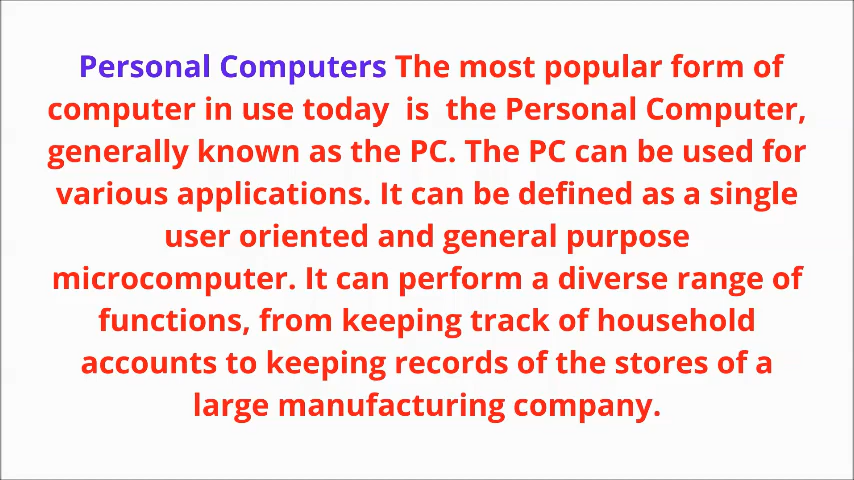 Personal Computers The most popular form of
computer in use today  is  the Personal Computer,
generally known as the PC. The PC can be used for
various applications. It can be defined as a single
user oriented and general purpose
microcomputer. It can perform a diverse range of
functions, from keeping track of household
accounts to keeping records of the stores of a
large manufacturing company.